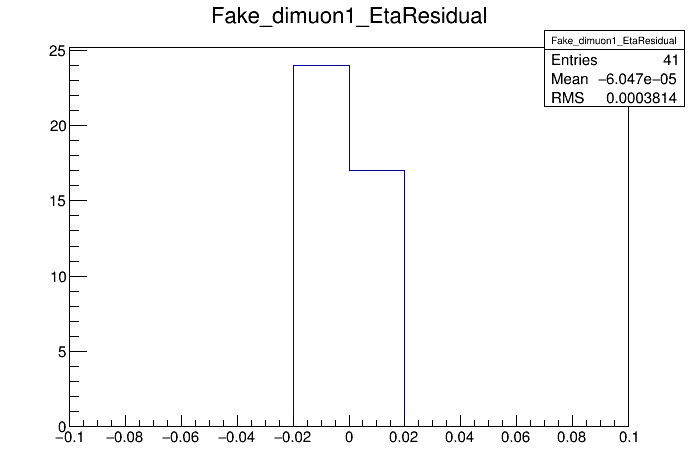 Fake_dimuon1_EtaResidual
Fake_dimuon1_EtaResidual
Entries 41
Mean −6.047e−05
RMS 0.0003814
25
20
15
10
5
0
−0.1 −0.08 −0.06 −0.04 −0.02 0 0.02 0.04 0.06 0.08 0.1